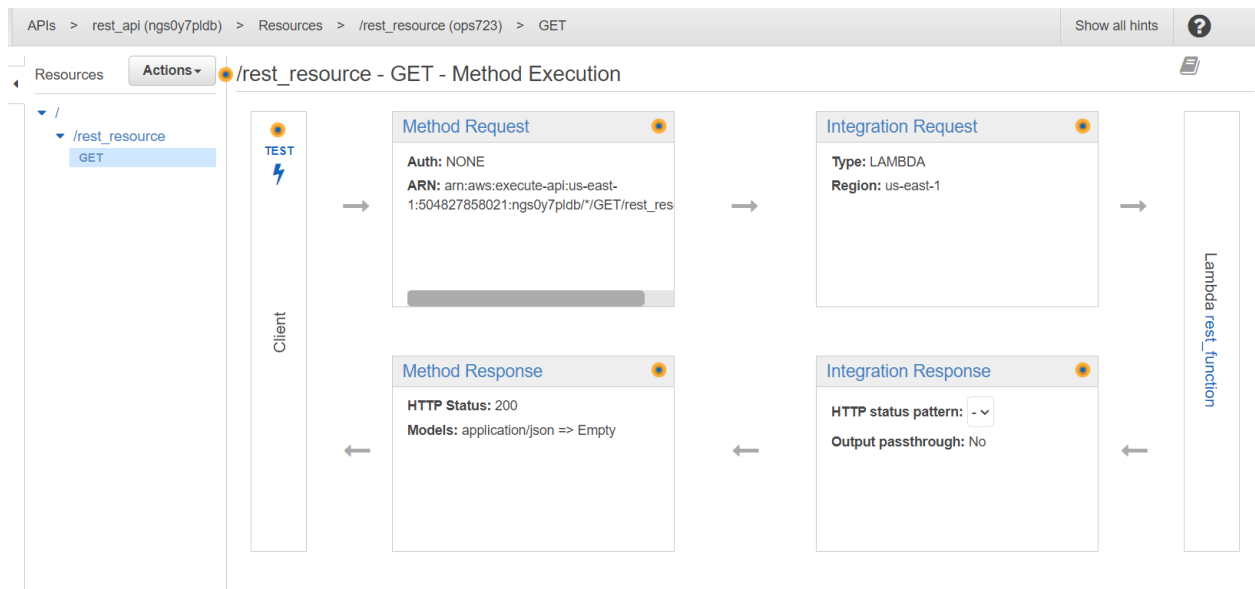 APIs > rest_api (ngs0y7pldb) > Resources > /rest_resource (ops723) > GET
Show all hints
?
Resources
Actions
/rest_resource - GET - Method Execution
/
/rest_resource
GET
TEST
Client
Method Request
Auth: NONE
ARN: arn:aws:execute-api:us-east-
1:504827858021:ngs0y7pldb/*/GET/rest_res
Integration Request
Type: LAMBDA
Region: us-east-1
Lambda rest_function
Method Response
HTTP Status: 200
Models: application/json => Empty
Integration Response
HTTP status pattern: -
Output passthrough: No